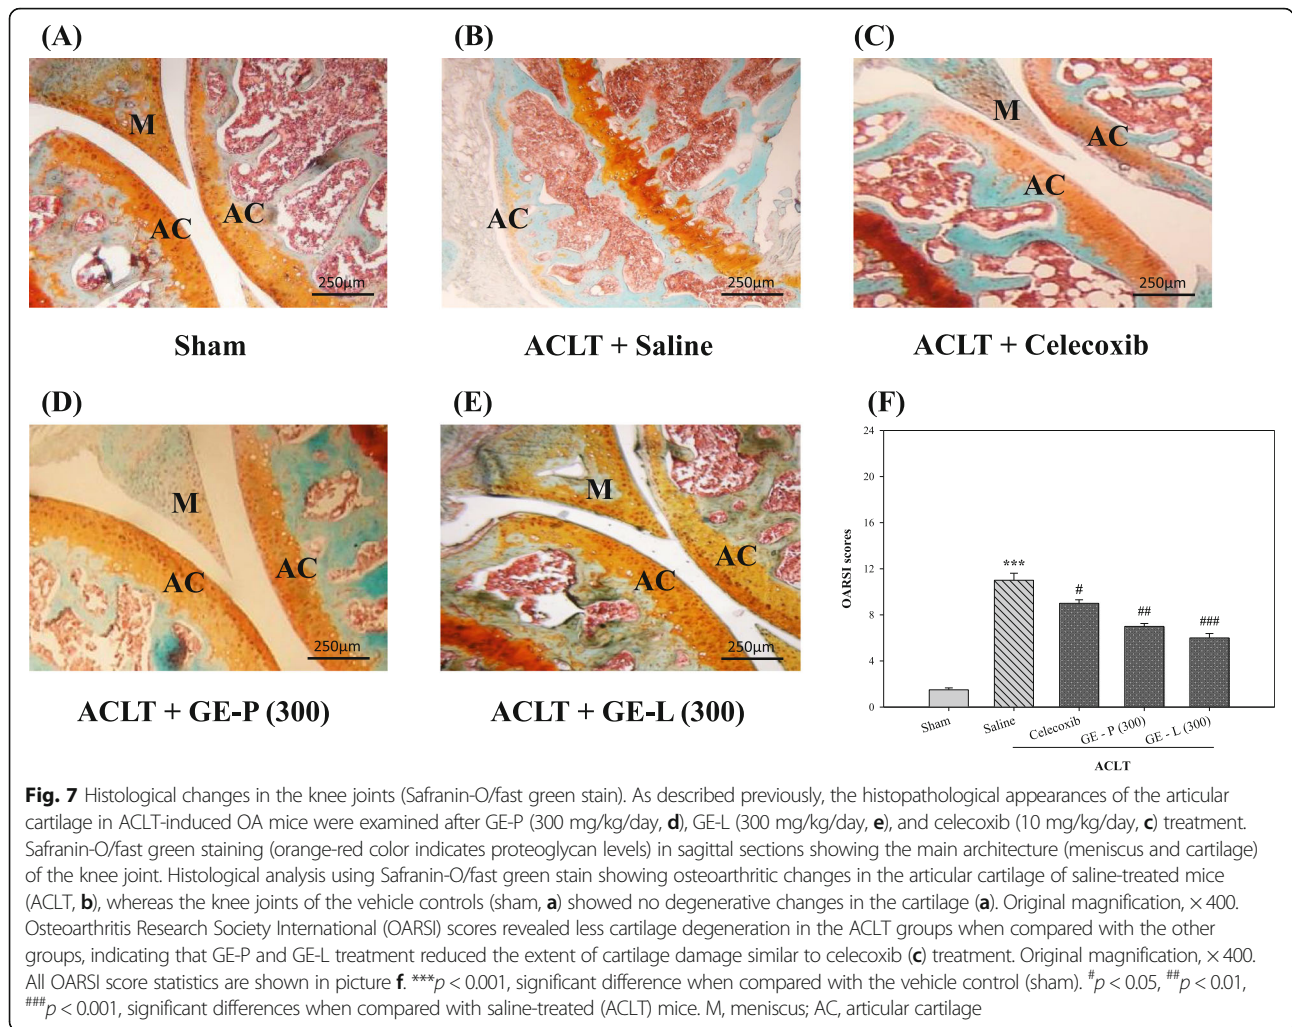 (A)
M
AC
AC
250μm
Sham
(B)
AC
250μm
ACLT + Saline
(C)
M
AC
AC
250μm
ACLT + Celecoxib
(D)
M
AC
AC
250μm
ACLT + GE-P (300)
(E)
M
AC
AC
250μm
ACLT + GE-L (300)
(F)
OARSI scores
24
20
16
12
8
4
0
***
#
##
###
Sham
Saline
Celecoxib
GE - P (300)
GE - L (300)
ACLT
Fig. 7 Histological changes in the knee joints (Safranin-O/fast green stain). As described previously, the histopathological appearances of the articular
cartilage in ACLT-induced OA mice were examined after GE-P (300 mg/kg/day, d), GE-L (300 mg/kg/day, e), and celecoxib (10 mg/kg/day, c) treatment.
Safranin-O/fast green staining (orange-red color indicates proteoglycan levels) in sagittal sections showing the main architecture (meniscus and cartilage)
of the knee joint. Histological analysis using Safranin-O/fast green stain showing osteoarthritic changes in the articular cartilage of saline-treated mice
(ACLT, b), whereas the knee joints of the vehicle controls (sham, a) showed no degenerative changes in the cartilage (a). Original magnification, × 400.
Osteoarthritis Research Society International (OARSI) scores revealed less cartilage degeneration in the ACLT groups when compared with the other
groups, indicating that GE-P and GE-L treatment reduced the extent of cartilage damage similar to celecoxib (c) treatment. Original magnification, × 400.
All OARSI score statistics are shown in picture f. ***p < 0.001, significant difference when compared with the vehicle control (sham). #p < 0.05, ##p < 0.01,
###p < 0.001, significant differences when compared with saline-treated (ACLT) mice. M, meniscus; AC, articular cartilage